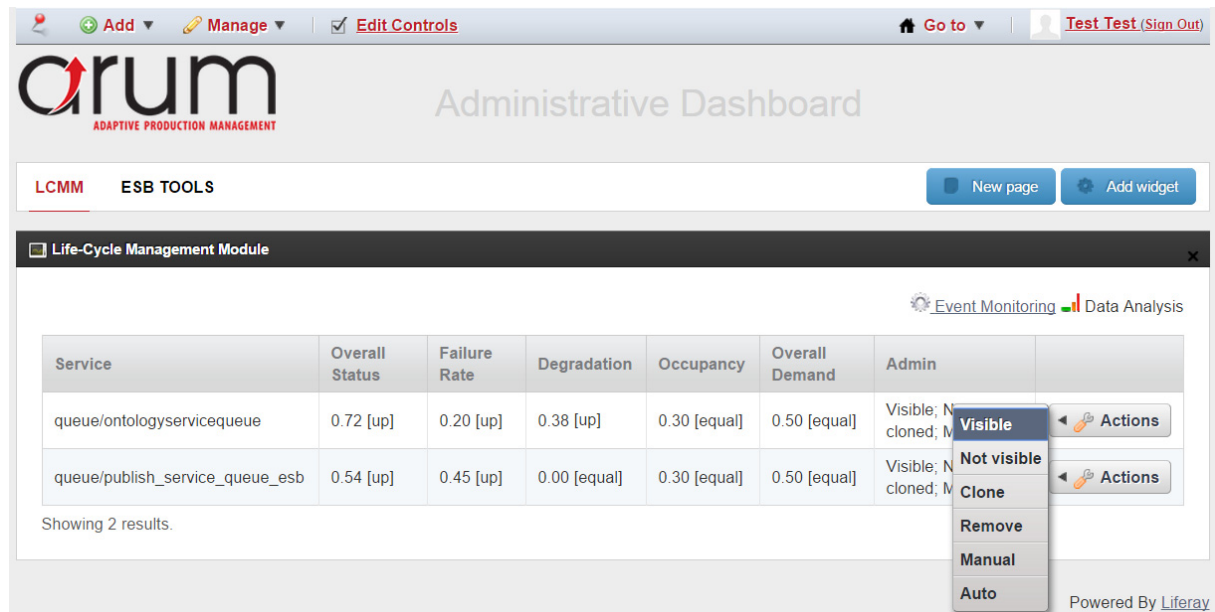 Add ▼ Manage ▼ Edit Controls Go to ▼ Test Test (Sign Out)
arum
ADAPTIVE PRODUCTION MANAGEMENT
Administrative Dashboard
LCMM ESB TOOLS New page Add widget
Life-Cycle Management Module ×
Event Monitoring Data Analysis
Service Overall Status Failure Rate Degradation Occupancy Overall Demand Admin
queue/ontologyservicequeue 0.72 [up] 0.20 [up] 0.38 [up] 0.30 [equal] 0.50 [equal] Visible; cloned; Actions
queue/publish_service_queue_esb 0.54 [up] 0.45 [up] 0.00 [equal] 0.30 [equal] 0.50 [equal] Visible; cloned; Actions
Visible
Not visible
Clone
Remove
Manual
Auto
Showing 2 results.
Powered By Liferay